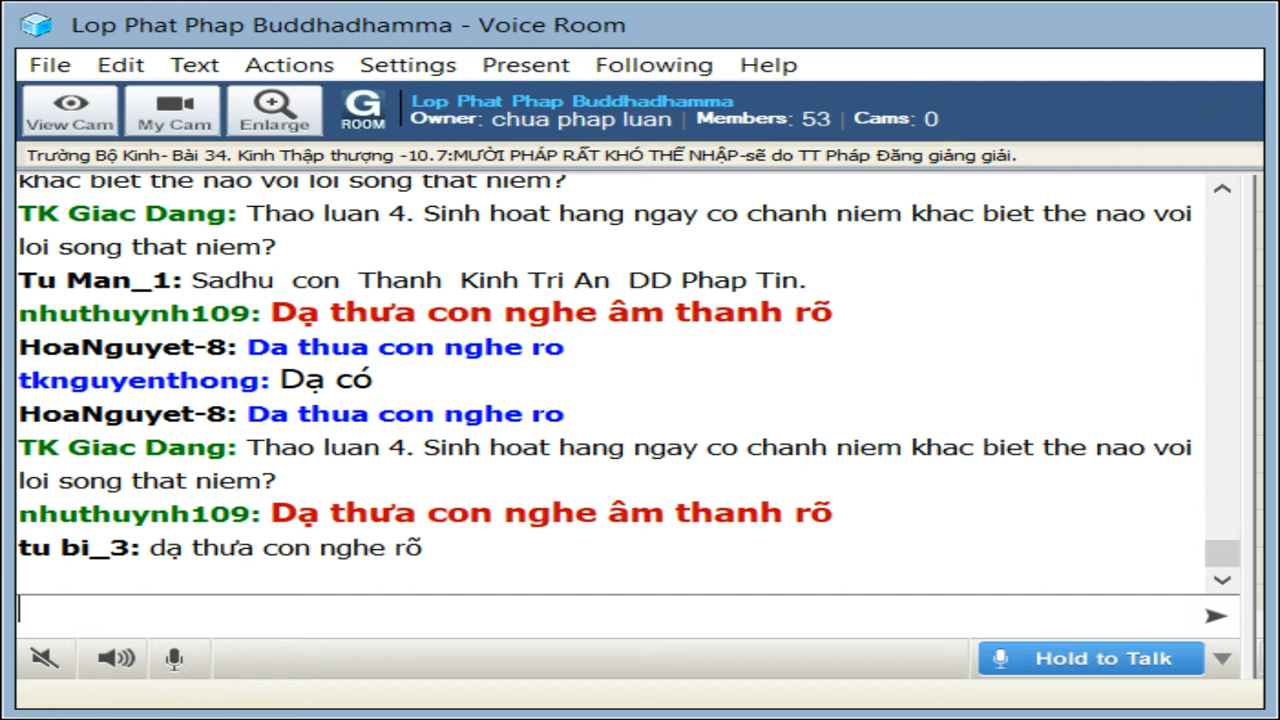 Lop Phat Phap Buddhadhamma - Voice Room
File Edit Text Actions Settings Present Following Help
View Cam My Cam Enlarge G ROOM
Lop Phat Phap Buddhadhamma
Owner: chua phap luan | Members: 53 | Cams: 0
Trường Bộ Kinh- Bài 34. Kinh Thập thượng -10.7:MƯỜI PHÁP RẤT KHÓ THỂ NHẬP-sẽ do TT Pháp Đăng giảng giải.
khac biet the nao voi loi song that niem?
TK Giac Dang: Thao luan 4. Sinh hoat hang ngay co chanh niem khac biet the nao voi
loi song that niem?
Tu Man_1: Sadhu con Thanh Kinh Tri An DD Phap Tin.
nhuthuynh109: Dạ thưa con nghe âm thanh rõ
HoaNguyet-8: Da thua con nghe ro
tknguyenthong: Dạ có
HoaNguyet-8: Da thua con nghe ro
TK Giac Dang: Thao luan 4. Sinh hoat hang ngay co chanh niem khac biet the nao voi
loi song that niem?
nhuthuynh109: Dạ thưa con nghe âm thanh rõ
tu bi_3: dạ thưa con nghe rõ
Hold to Talk